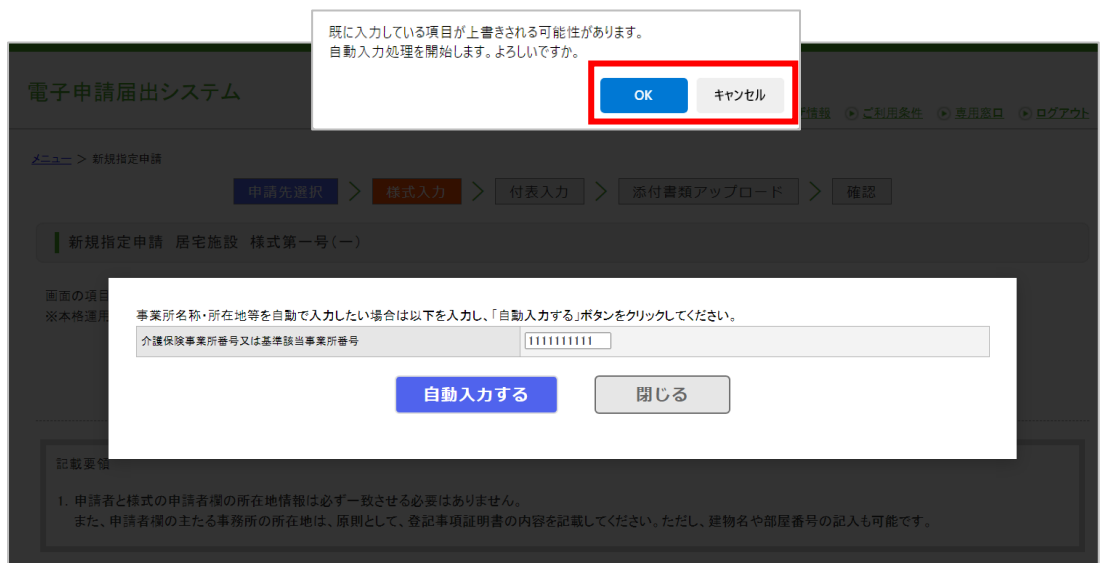 既に入力している項目が上書きされる可能性があります。
自動入力処理を開始します。よろしいですか。
OK キャンセル
電子申請届出システム
情報 ご利用条件 専用窓口 ログアウト
メニュー > 新規指定申請
申請先選択 > 様式入力 > 付表入力 > 添付書類アップロード > 確認
新規指定申請 居宅施設 様式第一号(一)
画面の項目
※本格運用
事業所名称・所在地等を自動で入力したい場合は以下を入力し、「自動入力する」ボタンをクリックしてください。
介護保険事業所番号又は基準該当事業所番号 1111111111
自動入力する 閉じる
記載要領
1. 申請者と様式の申請者欄の所在地情報は必ず一致させる必要はありません。
また、申請者欄の主たる事務所の所在地は、原則として、登記事項証明書の内容を記載してください。ただし、建物名や部屋番号の記入も可能です。